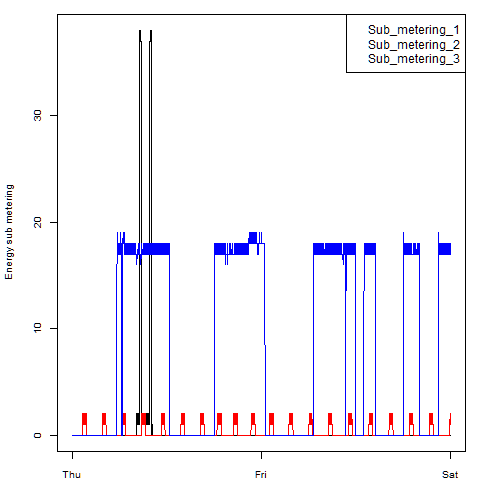 Sub_metering_1
Sub_metering_2
Sub_metering_3
Energy sub metering
30
20
10
0
Thu Fri Sat